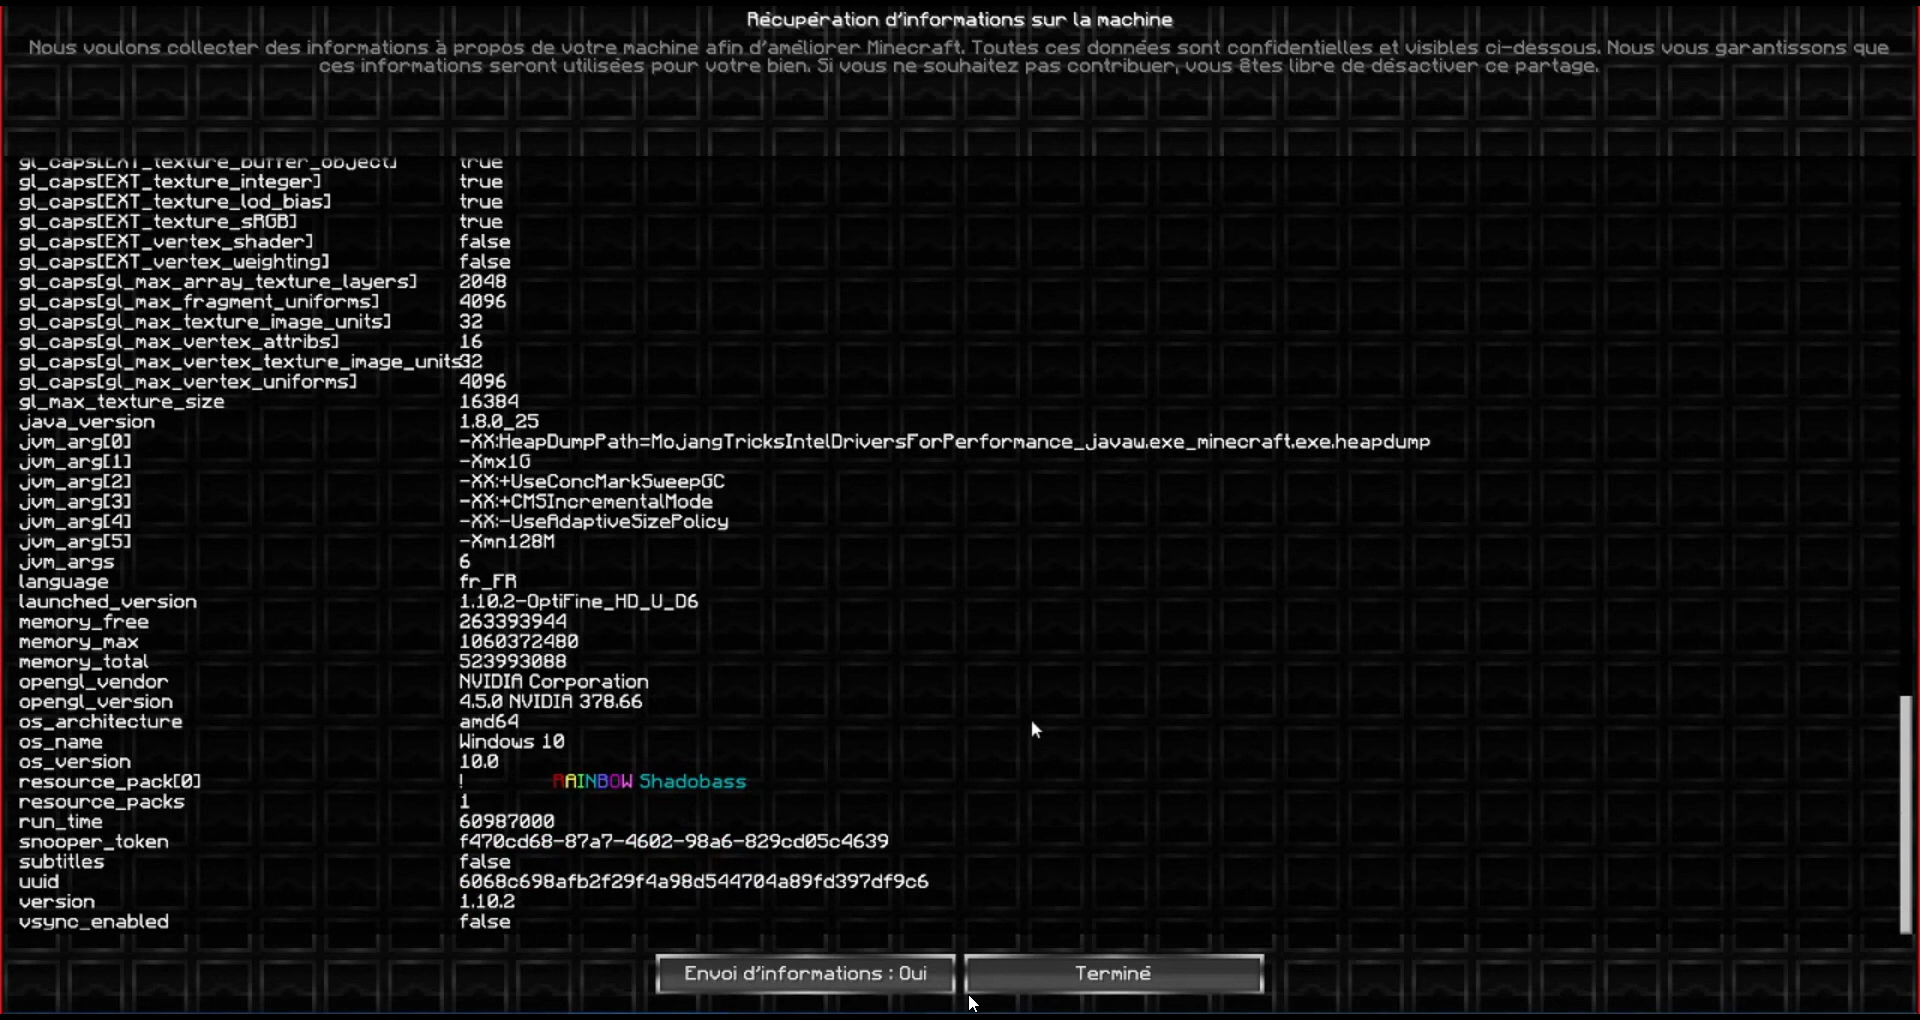 Récupération d'informations sur la machine
Nous voulons collecter des informations à propos de votre machine afin d'améliorer Minecraft. Toutes ces données sont confidentielles et visibles ci-dessous. Nous vous garantissons que
ces informations seront utilisées pour votre bien. Si vous ne souhaitez pas contribuer, vous êtes libre de désactiver ce partage.
gl_caps[EXT_texture_buffer_object] true
gl_caps[EXT_texture_integer] true
gl_caps[EXT_texture_lod_bias] true
gl_caps[EXT_texture_sRGB] true
gl_caps[EXT_vertex_shader] false
gl_caps[EXT_vertex_weighting] false
gl_caps[gl_max_array_texture_layers] 2048
gl_caps[gl_max_fragment_uniforms] 4096
gl_caps[gl_max_texture_image_units] 32
gl_caps[gl_max_vertex_attribs] 16
gl_caps[gl_max_vertex_texture_image_units 32
gl_caps[gl_max_vertex_uniforms] 4096
gl_max_texture_size 16384
java_version 1.8.0_25
jvm_arg[0] -XX:HeapDumpPath=MojangTricksIntelDriversForPerformance_javaw.exe_minecraft.exe.heapdump
jvm_arg[1] -Xmx1G
jvm_arg[2] -XX:+UseConcMarkSweepGC
jvm_arg[3] -XX:+CMSIncrementalMode
jvm_arg[4] -XX:-UseAdaptiveSizePolicy
jvm_arg[5] -Xmn128M
jvm_args 6
language fr_FR
launched_version 1.10.2-OptiFine_HD_U_D6
memory_free 263393944
memory_max 1060372480
memory_total 523993088
opengl_vendor NVIDIA Corporation
opengl_version 4.5.0 NVIDIA 378.66
os_architecture amd64
os_name Windows 10
os_version 10.0
resource_pack[0] ! RAINBOW Shadobass
resource_packs 1
run_time 60987000
snooper_token f470cd68-87a7-4602-98a6-829cd05c4639
subtitles false
uuid 6068c698afb2f29f4a98d544704a89fd397df9c6
version 1.10.2
vsync_enabled false
Envoi d'informations : Oui
Terminé